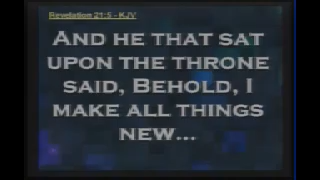 Revelation 21:5 - KJV
And he that sat
upon the throne
said, Behold, I
make all things
new...